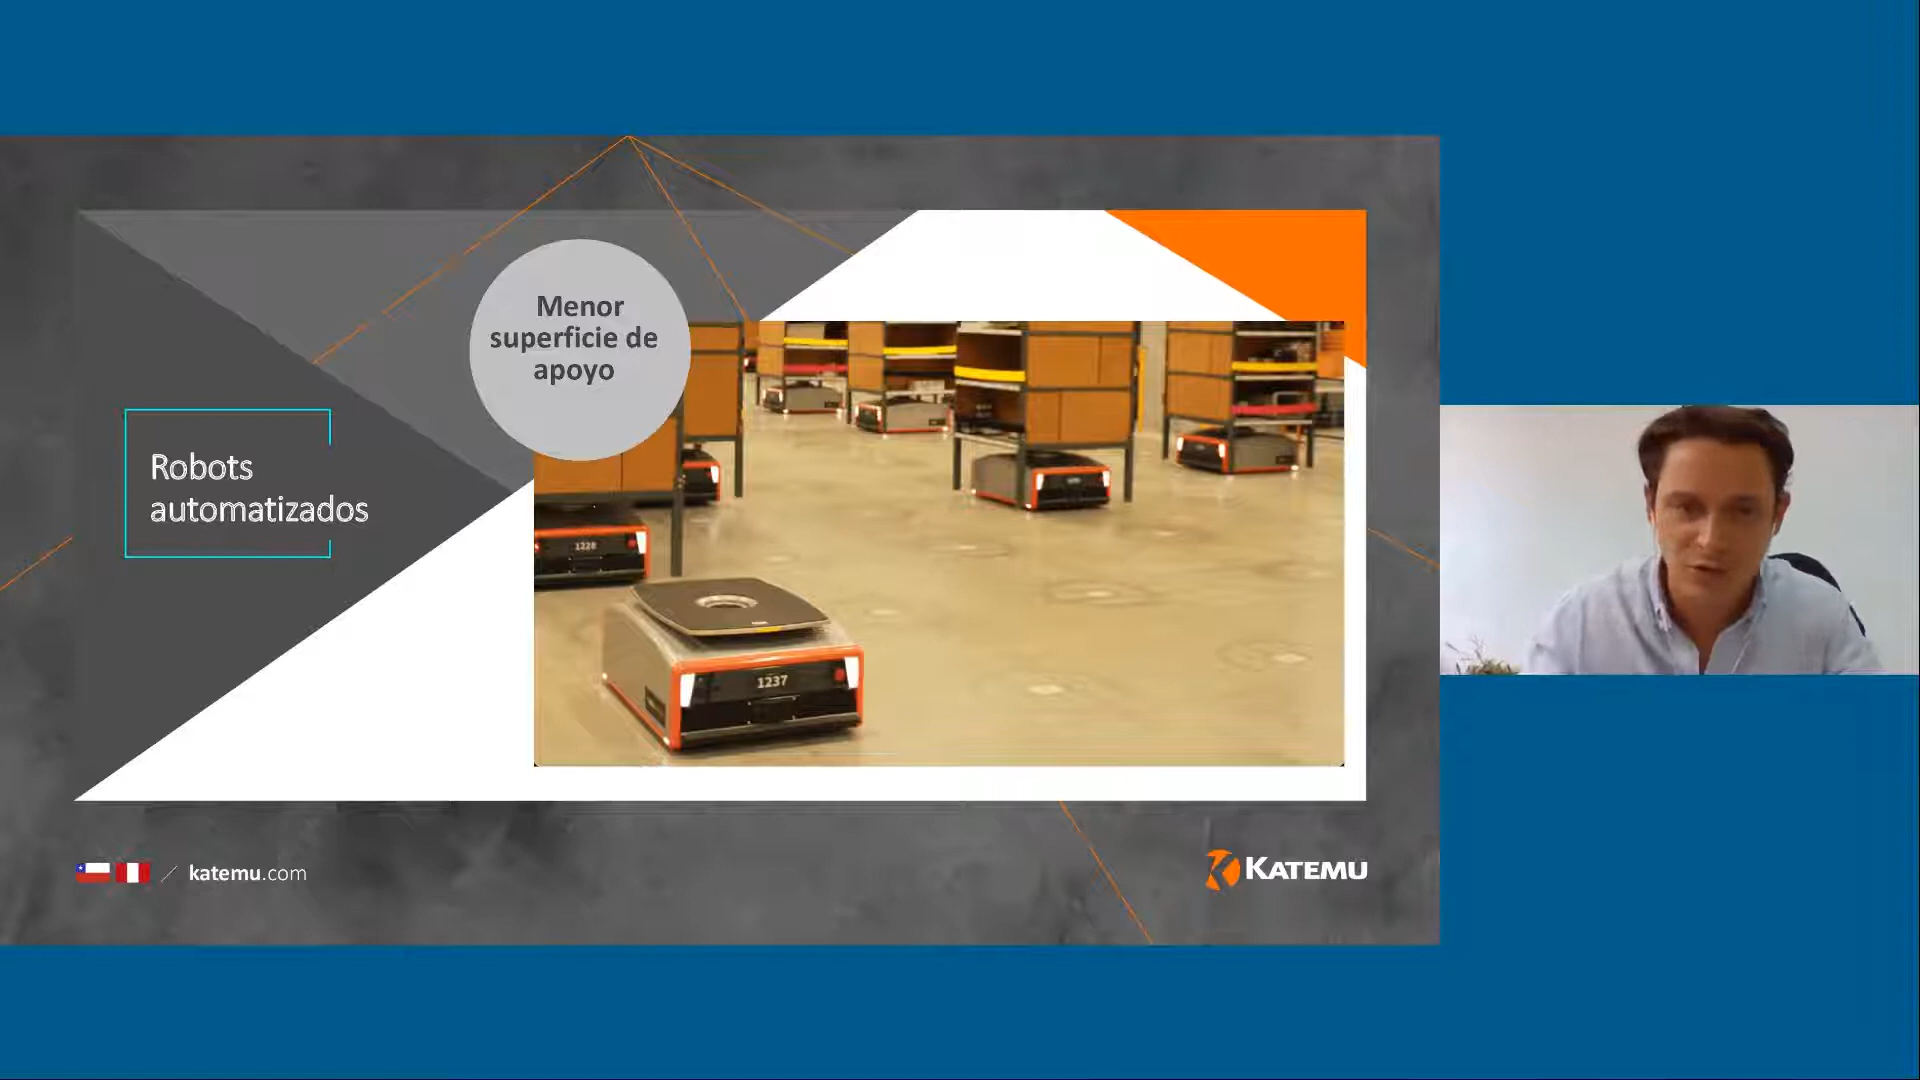 Menor
superficie de
apoyo
Robots
automatizados
1228
1237
katemu.com
KATEMU